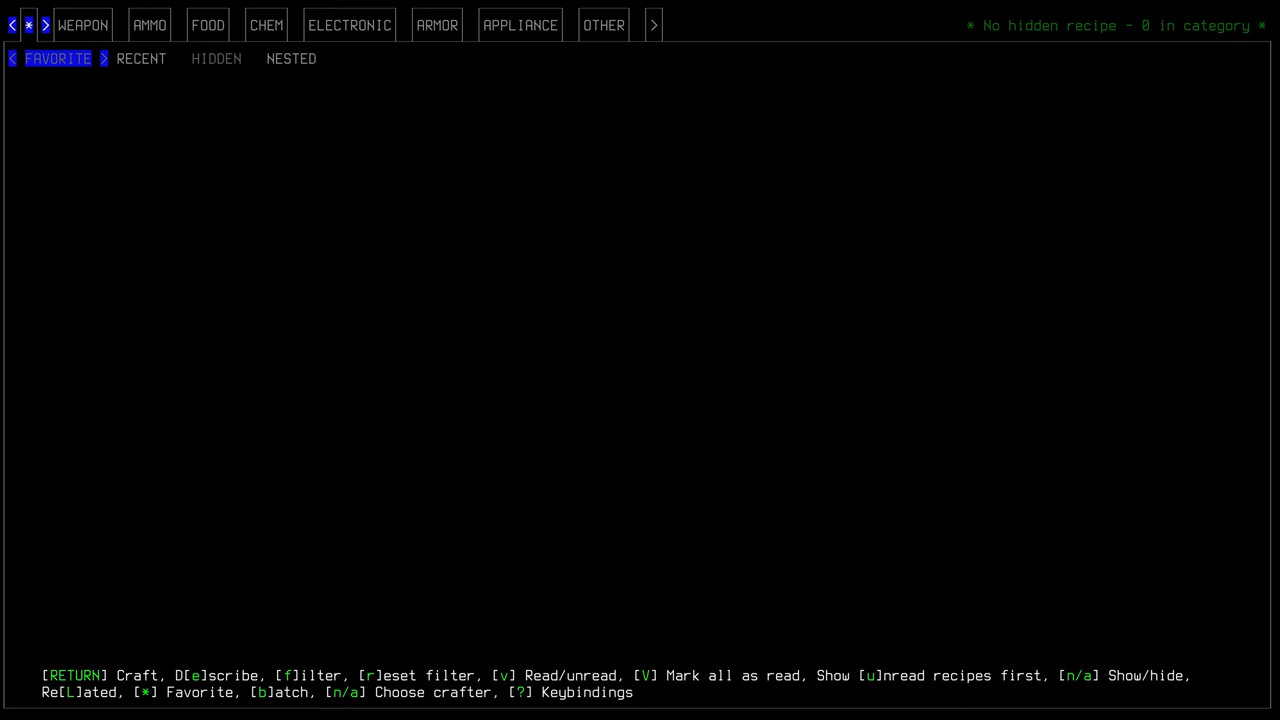 < * > WEAPON AMMO FOOD CHEM ELECTRONIC ARMOR APPLIANCE OTHER > * No hidden recipe - 0 in category *
< FAVORITE > RECENT HIDDEN NESTED
[RETURN] Craft, D[e]scribe, [f]ilter, [r]eset filter, [v] Read/unread, [V] Mark all as read, Show [u]nread recipes first, [n/a] Show/hide,
Re[L]ated, [*] Favorite, [b]atch, [n/a] Choose crafter, [?] Keybindings